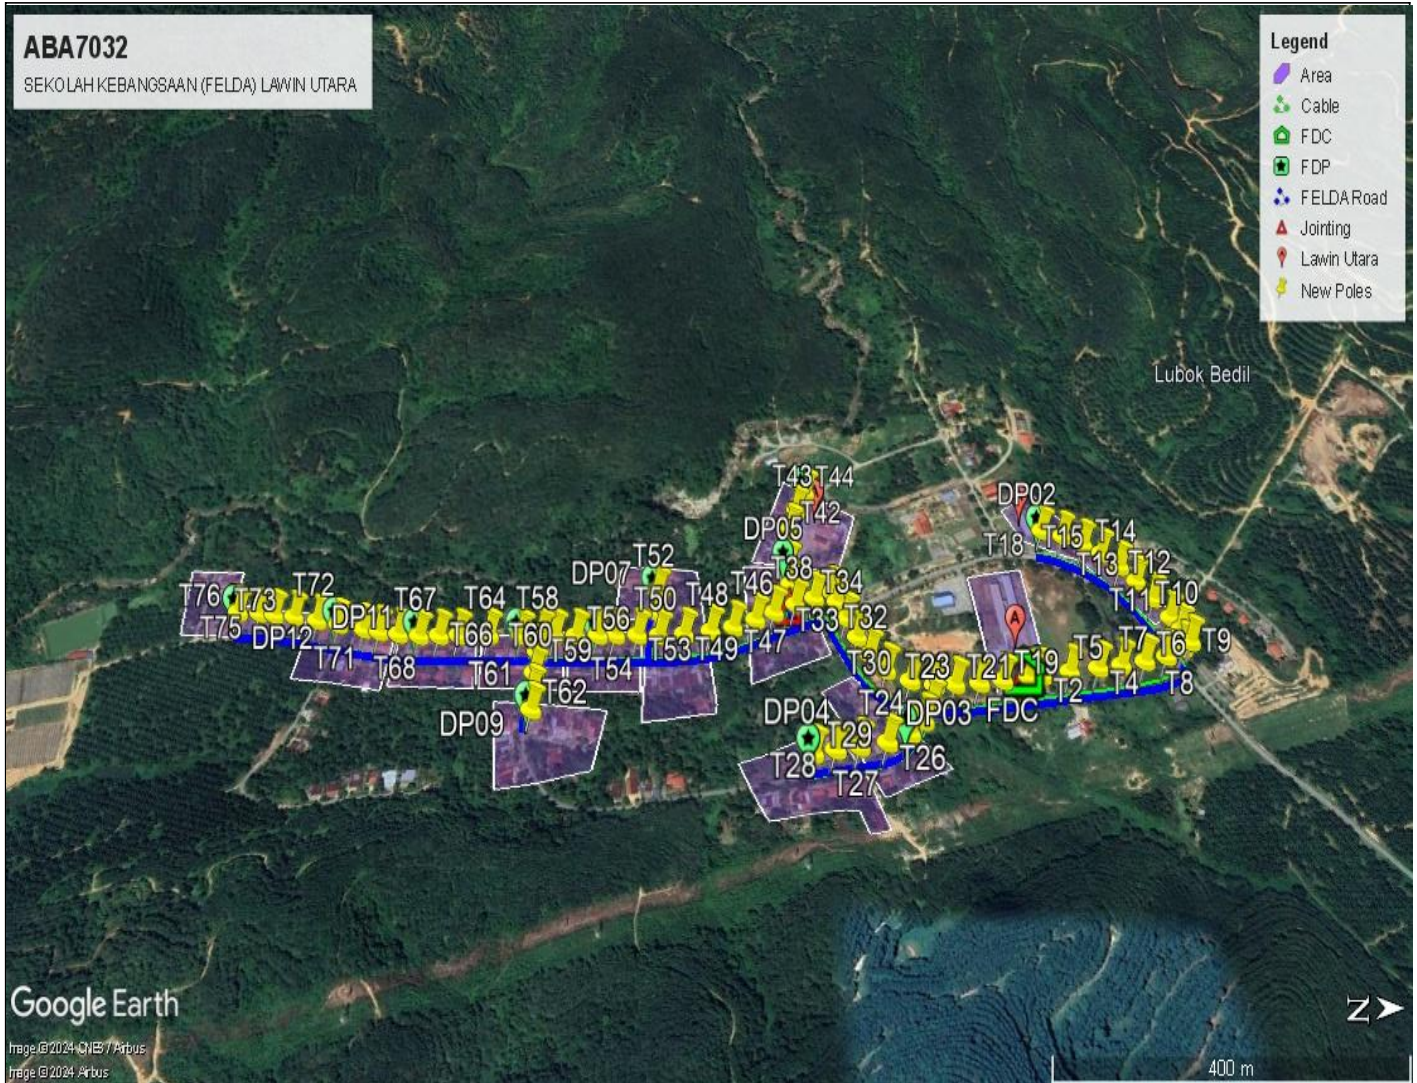 ABA7032
SEKOLAH KEBANGSAAN (FELDA) LAWIN UTARA
Legend
Area
Cable
FDC
FDP
FELDA Road
Jointing
Lawin Utara
New Poles
Lubok Bedil
T43 T44
DP02
T42
T15 T14
DP05
T18
T13 T12
T52
DP07
T38
T76 T73 T72
DP11 T67 T64 T58
T56 T50 T48 T46 T34
T11 T10
T75 DP12
T66 T60 T59
T53 T49 T47 T33 T32
T5 T7 T6 T9
T71 T68 T61 T54
T30 T23 T21 T19
T2 T4 T8
T62
DP09
T24
DP04
DP03 FDC
T29
T28 T27 T26
A
Google Earth
Image © 2024 CNES / Airbus
Image © 2024 Airbus
N
400 m